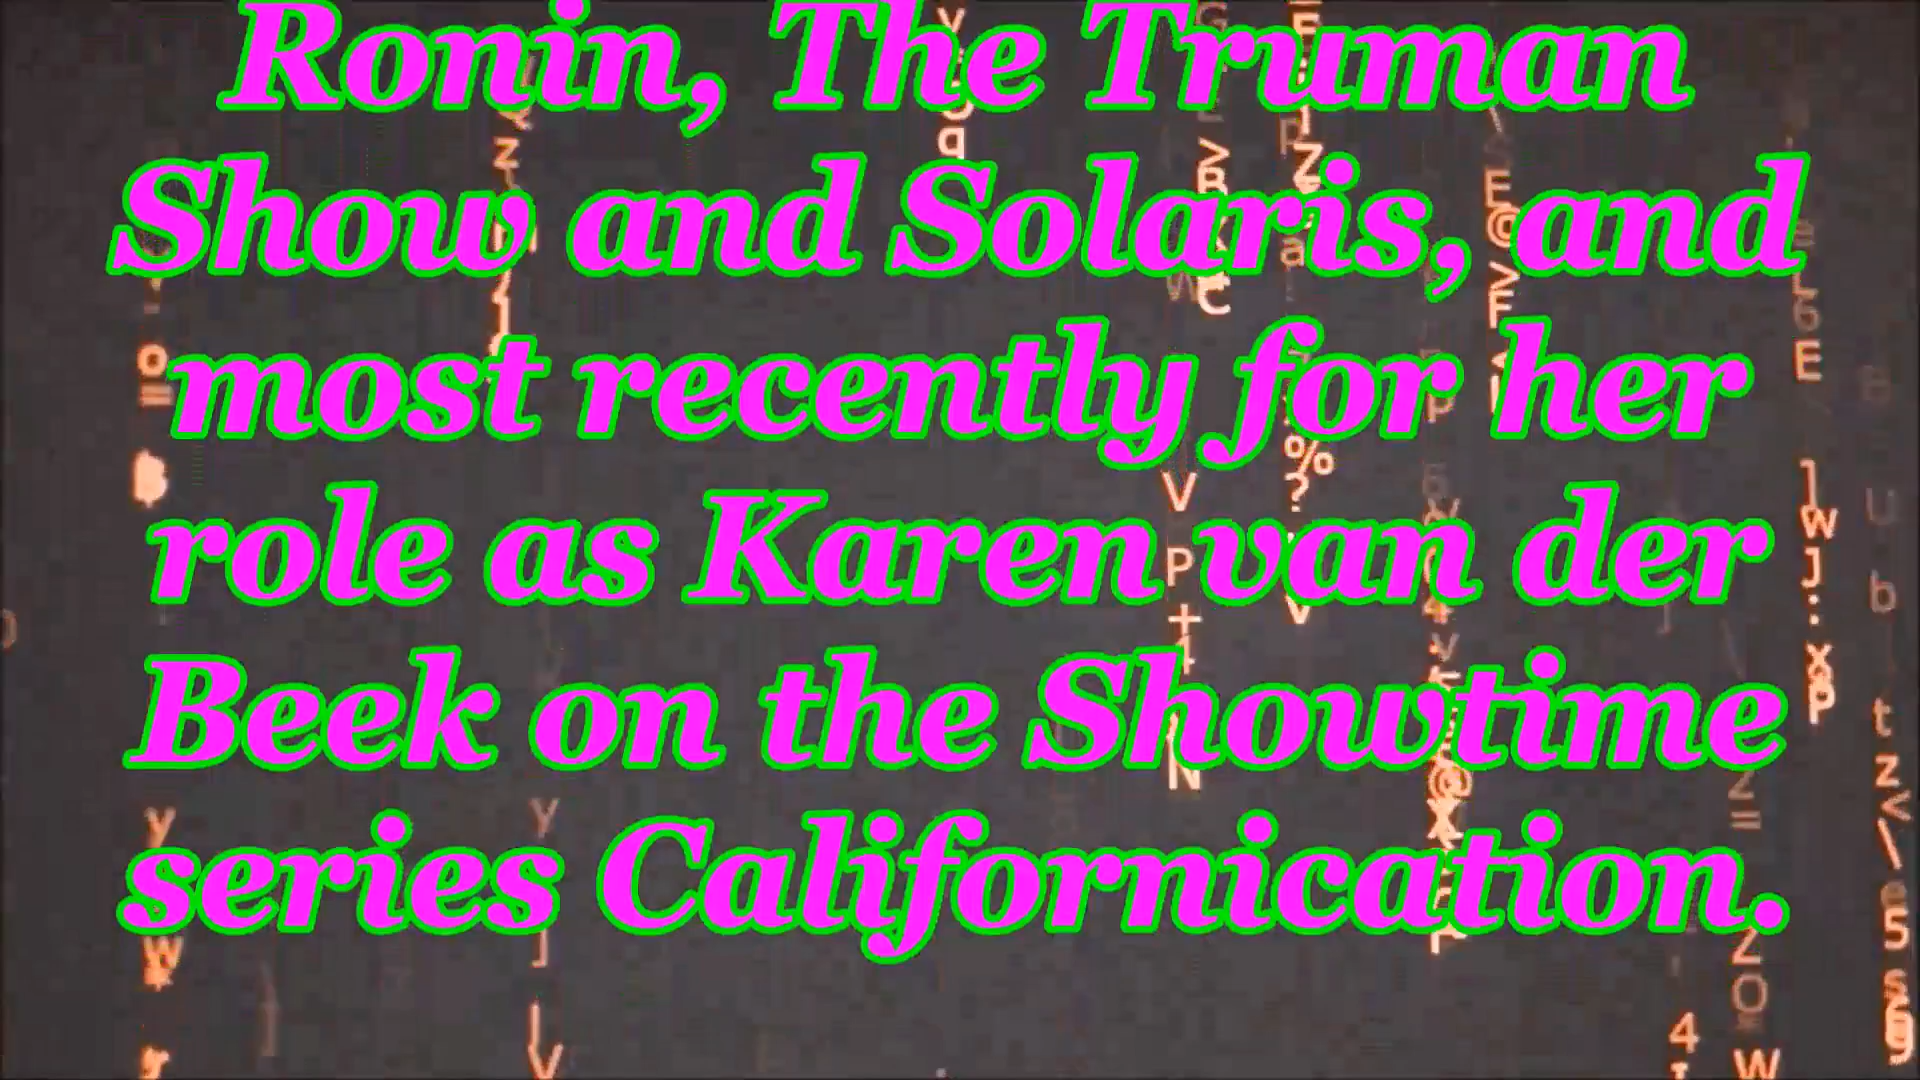 Ronin, The Truman
Show and Solaris, and
most recently for her
role as Karen van der
Beek on the Showtime
series Californication.